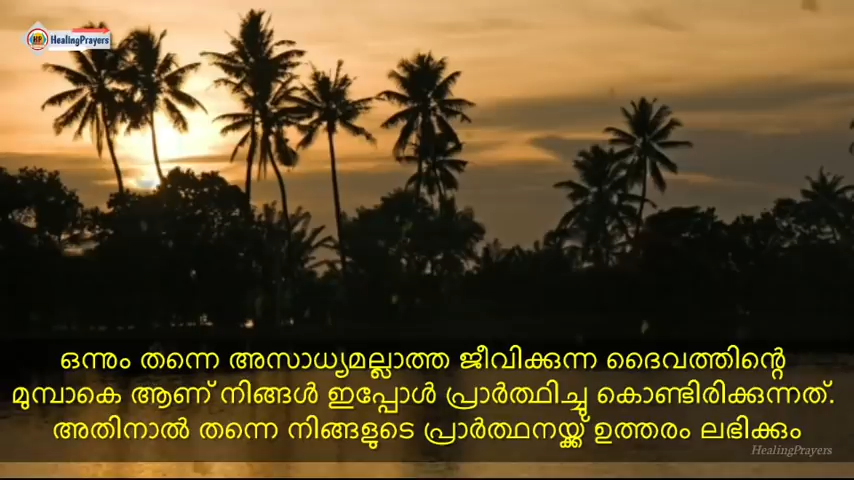 HP HealingPrayers
ഒന്നും തന്നെ അസാധ്യമല്ലാത്ത ജീവിക്കുന്ന ദൈവത്തിന്റെ
മുമ്പാകെ ആണ് നിങ്ങൾ ഇപ്പോൾ പ്രാർത്ഥിച്ചു കൊണ്ടിരിക്കുന്നത്.
അതിനാൽ തന്നെ നിങ്ങളുടെ പ്രാർത്ഥനയ്ക്ക് ഉത്തരം ലഭിക്കും
HealingPrayers